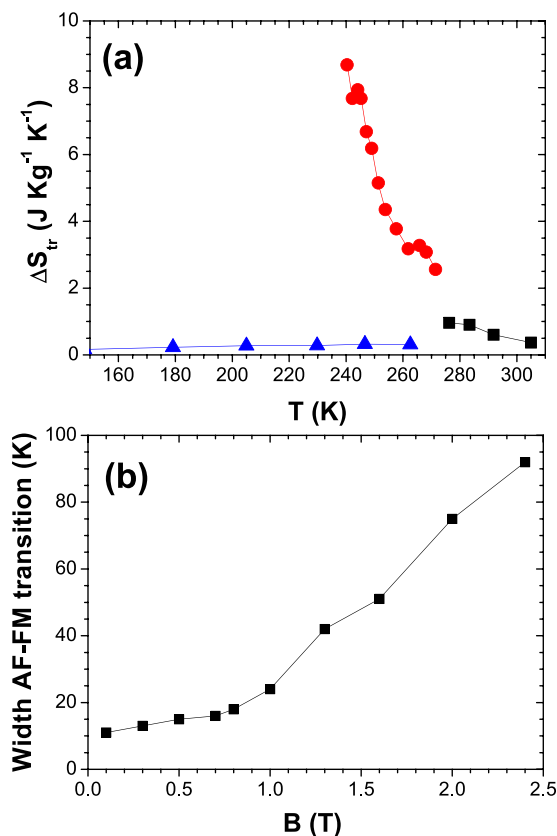 (a)
10
8
6
4
2
0
ΔS_tr (J Kg⁻¹ K⁻¹)
160 180 200 220 240 260 280 300
T (K)
(b)
100
80
60
40
20
0
Width AF-FM transition (K)
0.0 0.5 1.0 1.5 2.0 2.5
B (T)